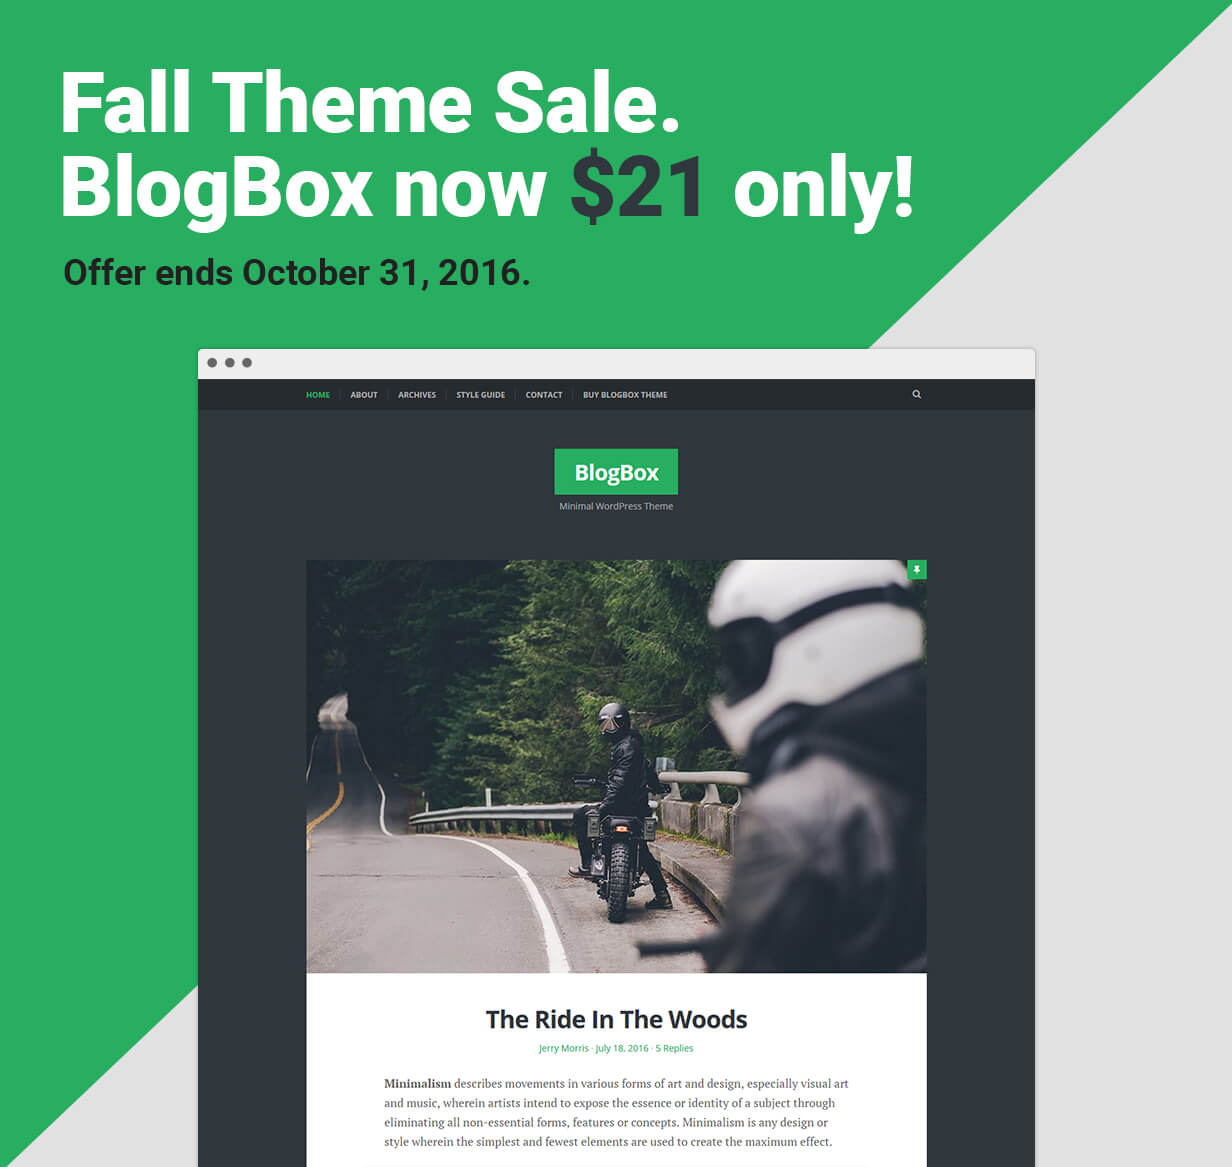 Fall Theme Sale.
BlogBox now $21 only!
Offer ends October 31, 2016.
HOME ABOUT ARCHIVES STYLE GUIDE CONTACT BUY BLOGBOX THEME
BlogBox
Minimal WordPress Theme
The Ride In The Woods
Jerry Morris · July 18, 2016 · 5 Replies
Minimalism describes movements in various forms of art and design, especially visual art
and music, wherein artists intend to expose the essence or identity of a subject through
eliminating all non-essential forms, features or concepts. Minimalism is any design or
style wherein the simplest and fewest elements are used to create the maximum effect.